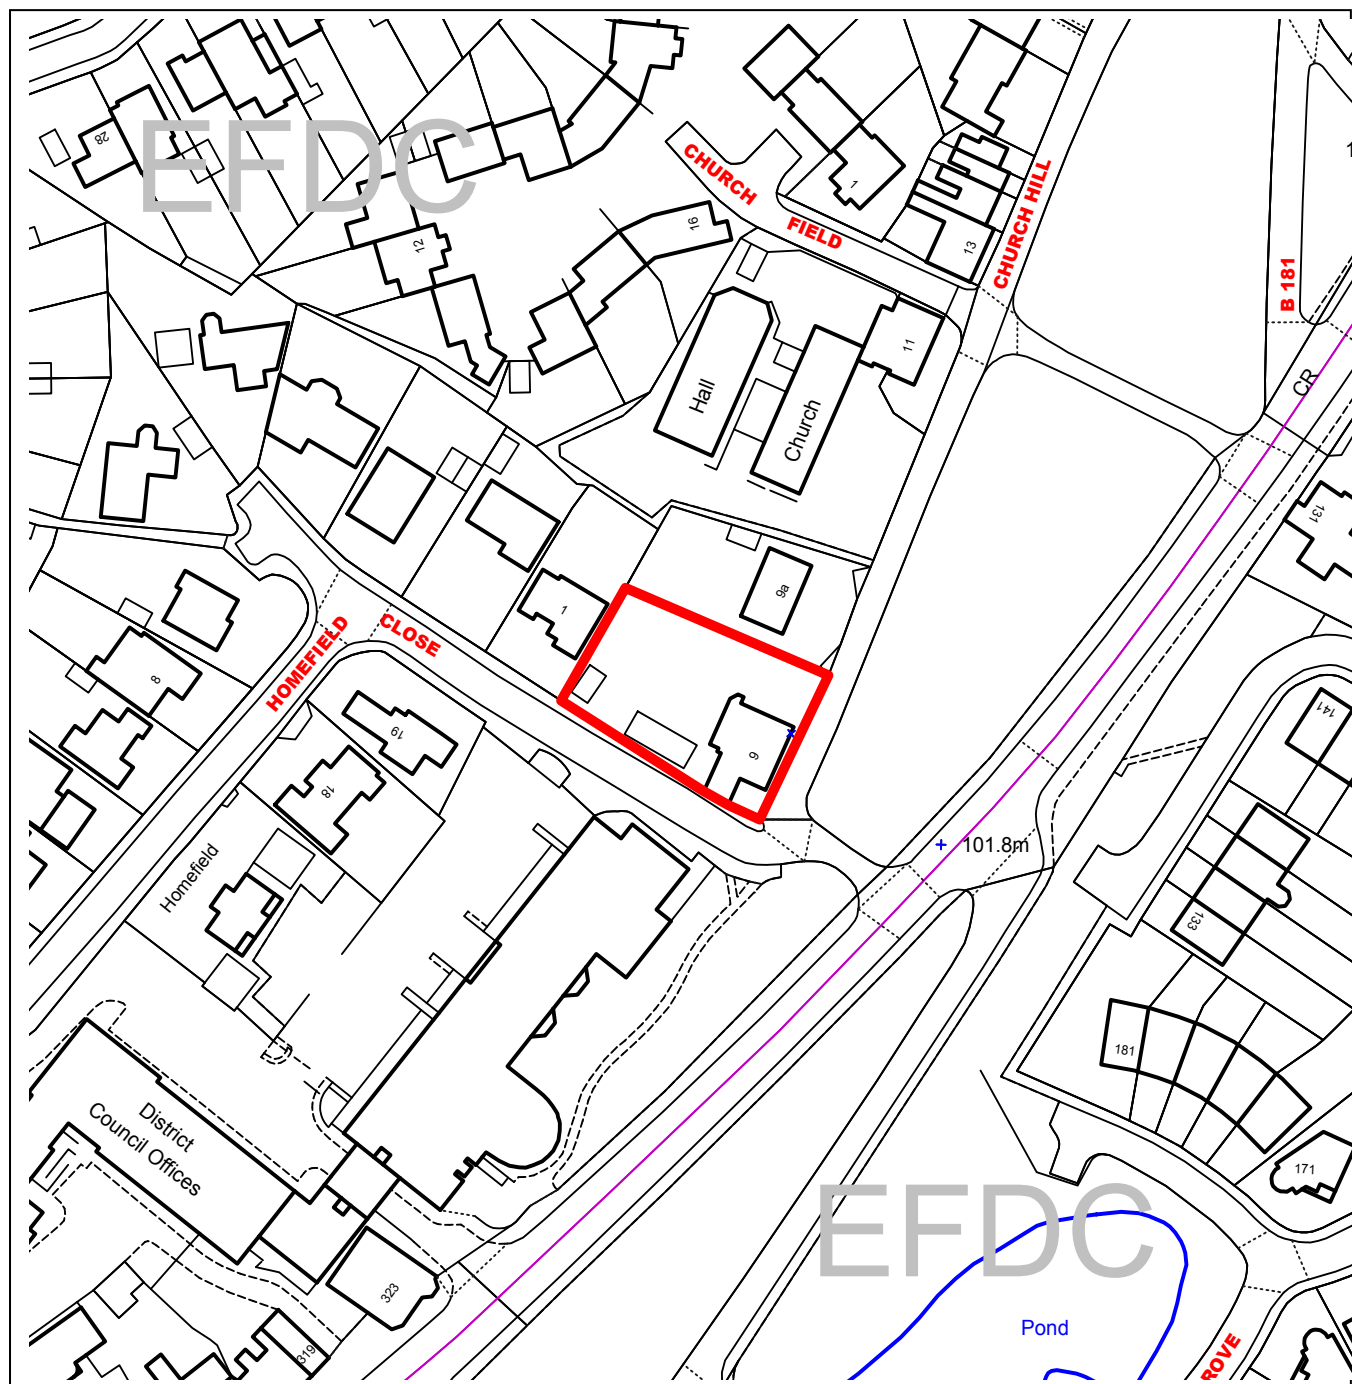 EFDC
28
12
16
CHURCH
FIELD
1
13
CHURCH HILL
B 181
1
CR
11
Hall
Church
131
9a
1
HOMEFIELD
CLOSE
8
19
18
9
141
101.8m
Homefield
133
181
171
District
Council Offices
323
319
EFDC
Pond
ROVE